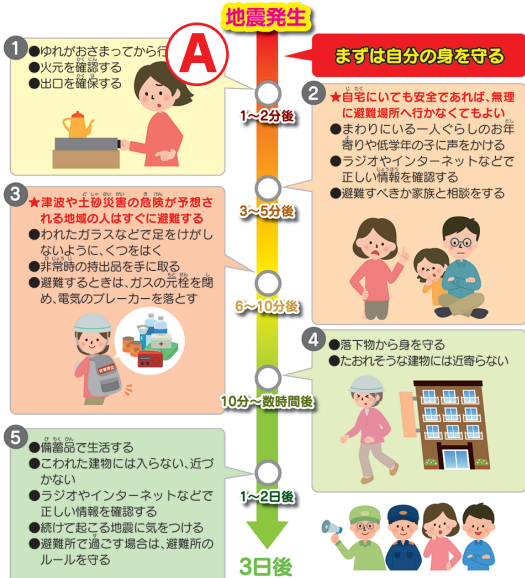 地震発生
まずは自分の身を守る
1
●ゆれがおさまってから行
●火元を確認する
●出口を確保する
A
1〜2分後
2
★自宅にいても安全であれば、無理
に避難場所へ行かなくてもよい
●まわりにいる一人ぐらしのお年
寄りや低学年の子に声をかける
●ラジオやインターネットなどで
正しい情報を確認する
●避難すべきか家族と相談をする
3〜5分後
3
★津波や土砂災害の危険が予想さ
れる地域の人はすぐに避難する
●われたガラスなどで足をけがし
ないように、くつをはく
●非常時の持出品を手に取る
●避難するときは、ガスの元栓を閉
め、電気のブレーカーを落とす
6〜10分後
4
●落下物から身を守る
●たおれそうな建物には近寄らない
10分〜数時間後
5
●備蓄品で生活する
●こわれた建物には入らない、近づ
かない
●ラジオやインターネットなどで
正しい情報を確認する
●続けて起こる地震に気をつける
●避難所で過ごす場合は、避難所の
ルールを守る
1〜2日後
3日後